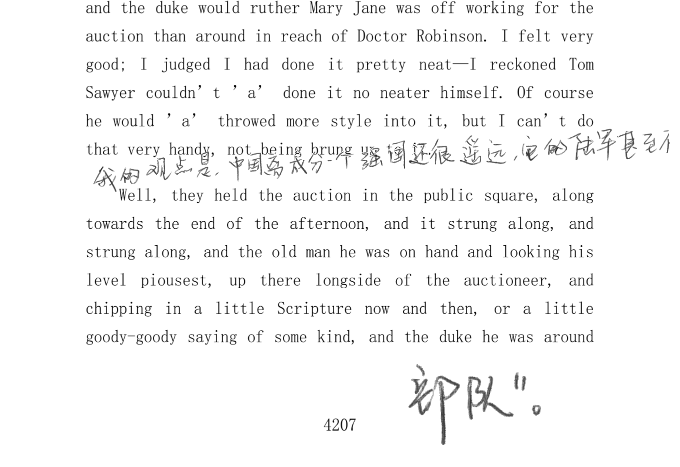 and the duke would ruther Mary Jane was off working for the
auction than around in reach of Doctor Robinson. I felt very
good; I judged I had done it pretty neat—I reckoned Tom
Sawyer couldn't 'a' done it no neater himself. Of course
he would 'a' throwed more style into it, but I can't do
that very handy, not being brung up
我的观点是，中国离成为一个强国还很遥远，它的陆军甚至
Well, they held the auction in the public square, along
towards the end of the afternoon, and it strung along, and
strung along, and the old man he was on hand and looking his
level piousest, up there longside of the auctioneer, and
chipping in a little Scripture now and then, or a little
goody-goody saying of some kind, and the duke he was around
部队"。
4207